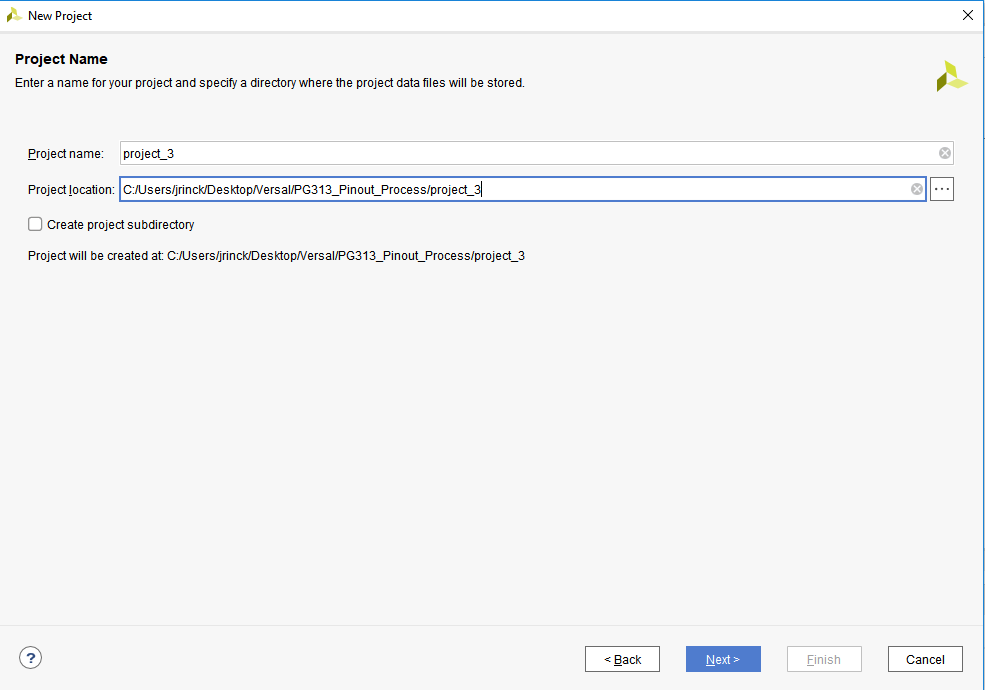 New Project
Project Name
Enter a name for your project and specify a directory where the project data files will be stored.
Project name: project_3
Project location: C:/Users/jrinck/Desktop/Versal/PG313_Pinout_Process/project_3 ...
Create project subdirectory
Project will be created at: C:/Users/jrinck/Desktop/Versal/PG313_Pinout_Process/project_3
? < Back Next > Finish Cancel